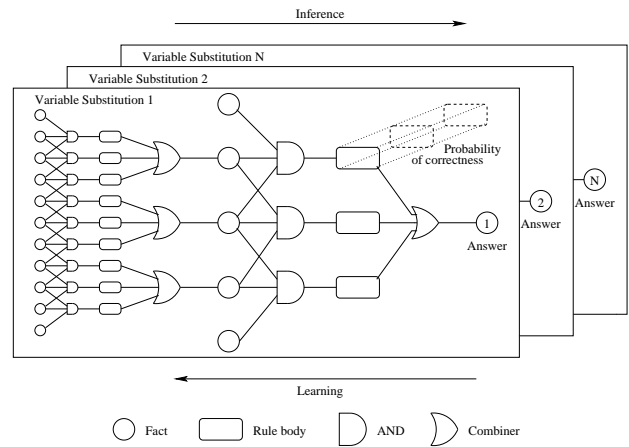 Inference
Variable Substitution N
Variable Substitution 2
Variable Substitution 1
Probability
of correctness
N
2
1
Answer
Answer
Answer
Learning
Fact
Rule body
AND
Combiner